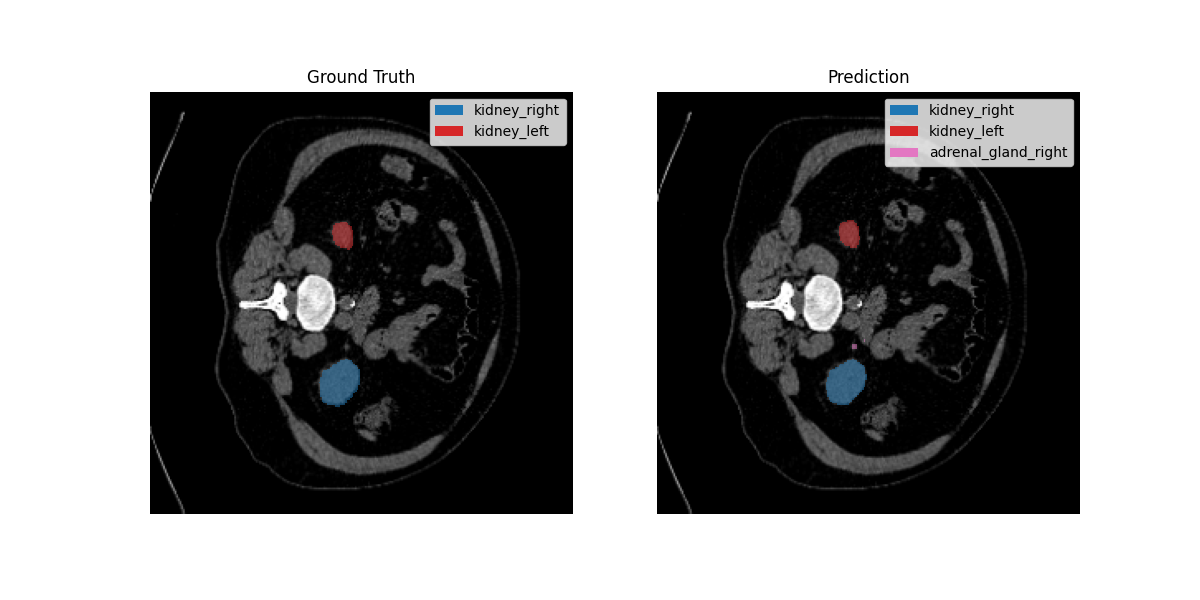 Ground Truth
kidney_right
kidney_left
Prediction
kidney_right
kidney_left
adrenal_gland_right